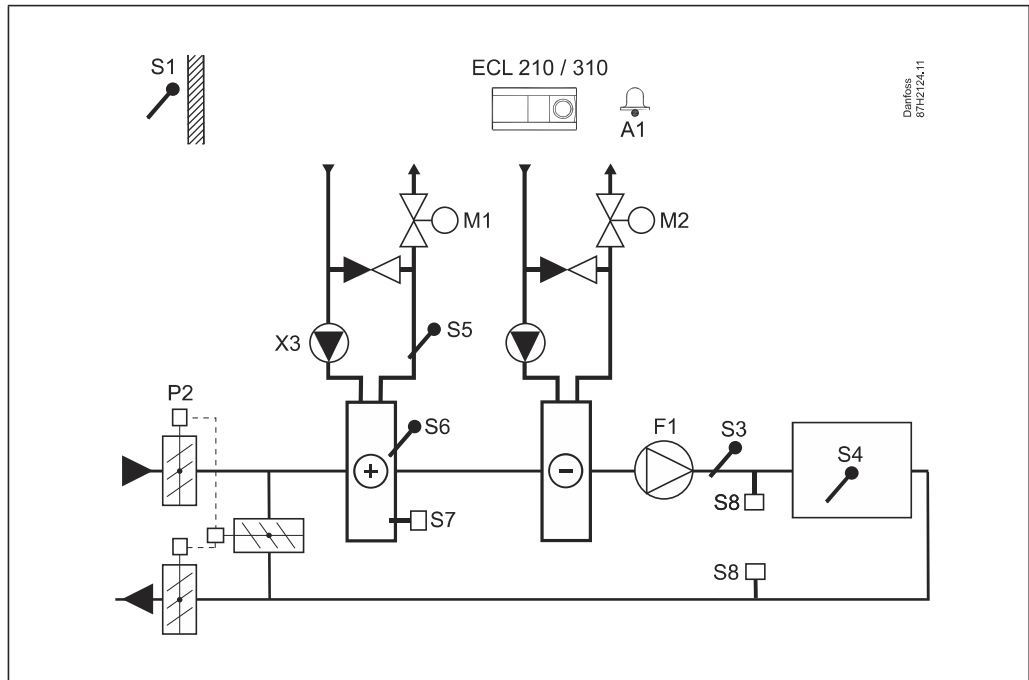 S1
ECL 210 / 310
A1
Danfoss
87H2124.11
M1
M2
X3
S5
P2
S6
F1
S3
S4
S7
S8
S8